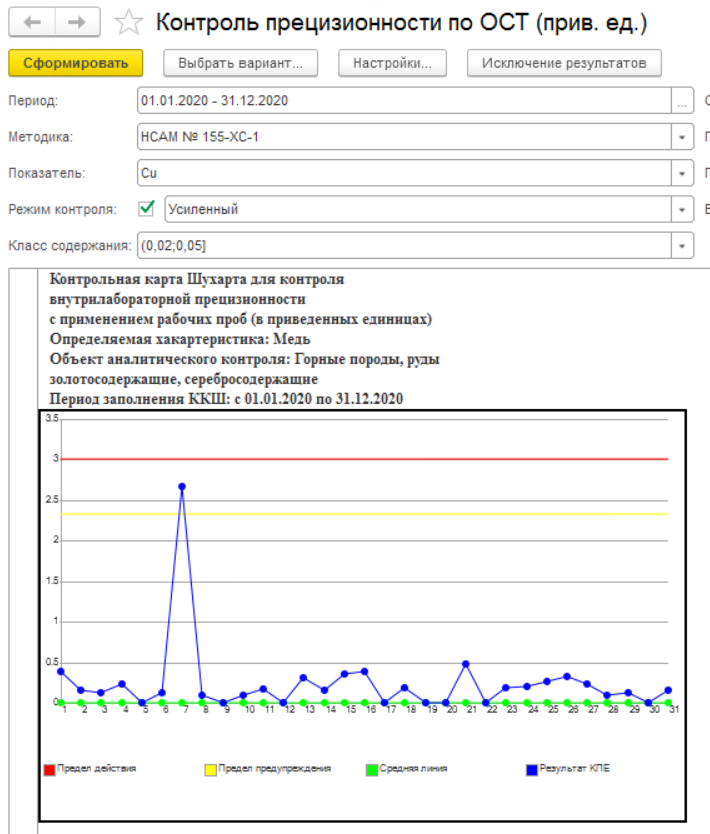 Контроль прецизионности по ОСТ (прив. ед.)
Сформировать Выбрать вариант... Настройки... Исключение результатов
Период: 01.01.2020 - 31.12.2020 ...
Методика: НСАМ № 155-ХС-1
Показатель: Cu
Режим контроля: Усиленный
Класс содержания: (0,02;0,05]
Контрольная карта Шухарта для контроля
внутрилабораторной прецизионности
с применением рабочих проб (в приведенных единицах)
Определяемая хакартеристика: Медь
Объект аналитического контроля: Горные породы, руды
золотосодержащие, серебросодержащие
Период заполнения ККШ: с 01.01.2020 по 31.12.2020
3.5
3
2.5
2
1.5
1
0.5
0
1 2 3 4 5 6 7 8 9 10 11 12 13 14 15 16 17 18 19 20 21 22 23 24 25 26 27 28 29 30 31
Предел действия Предел предупреждения Средняя линия Результат КПЕ